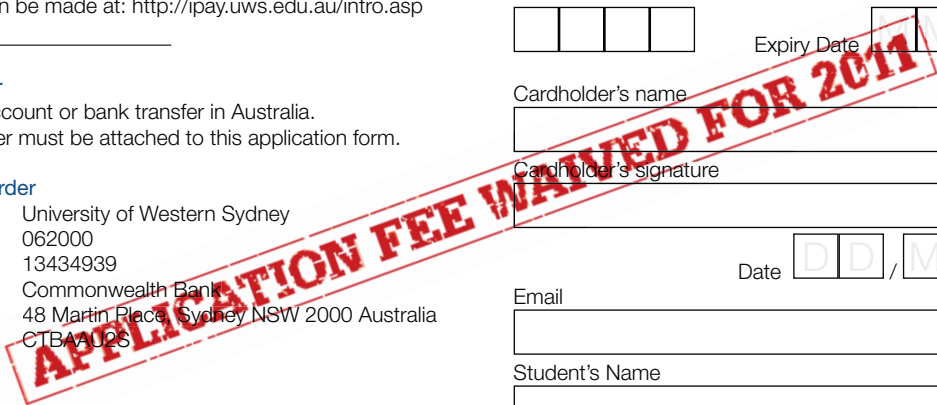 n be made at: http://ipay.uws.edu.au/intro.asp
count or bank transfer in Australia.
er must be attached to this application form.
rder
University of Western Sydney
062000
13434939
Commonwealth Bank
48 Martin Place, Sydney NSW 2000 Australia
CTBAAU2S
Expiry Date M M
Cardholder's name
Cardholder's signature
Date D D / M
Email
Student's Name
APPLICATION FEE WAIVED FOR 2011